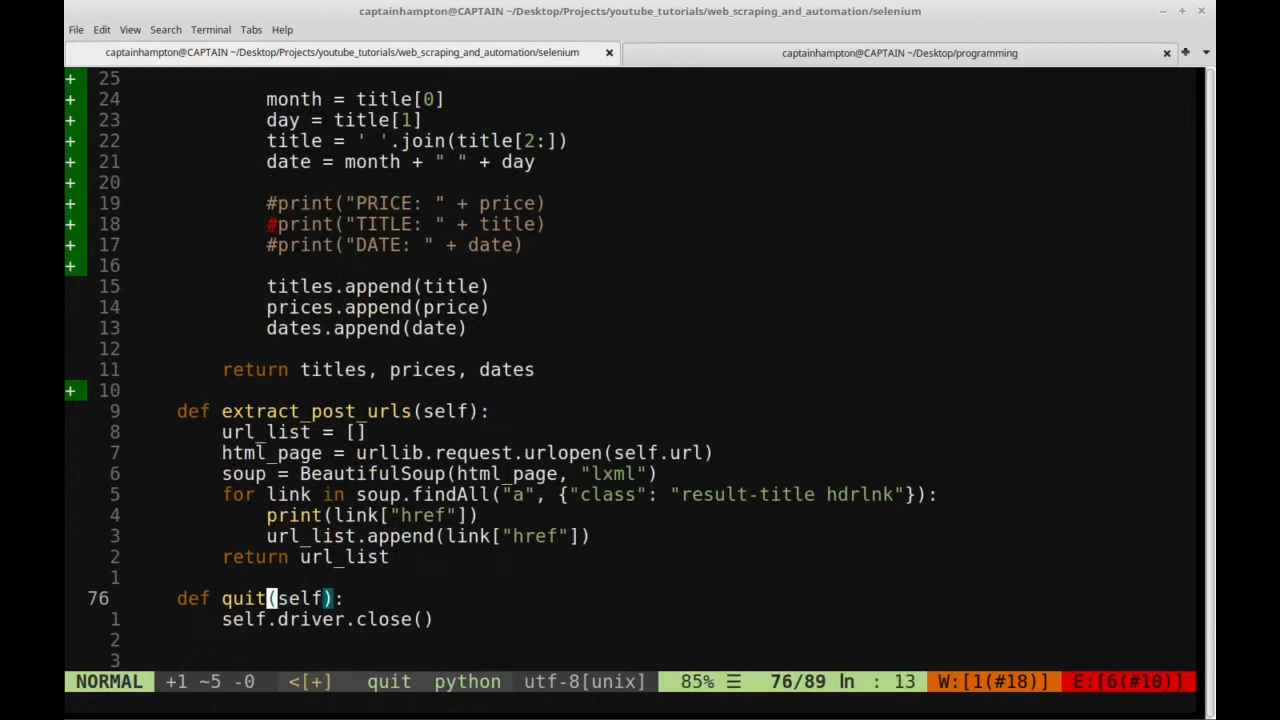 captainhampton@CAPTAIN ~/Desktop/Projects/youtube_tutorials/web_scraping_and_automation/selenium
File Edit View Search Terminal Tabs Help
captainhampton@CAPTAIN ~/Desktop/Projects/youtube_tutorials/web_scraping_and_automation/selenium captainhampton@CAPTAIN ~/Desktop/programming
+ 25
+ 24 month = title[0]
+ 23 day = title[1]
+ 22 title = ' '.join(title[2:])
+ 21 date = month + " " + day
+ 20
+ 19 #print("PRICE: " + price)
+ 18 #print("TITLE: " + title)
+ 17 #print("DATE: " + date)
+ 16
15 titles.append(title)
14 prices.append(price)
13 dates.append(date)
12
11 return titles, prices, dates
+ 10
9 def extract_post_urls(self):
8 url_list = []
7 html_page = urllib.request.urlopen(self.url)
6 soup = BeautifulSoup(html_page, "lxml")
5 for link in soup.findAll("a", {"class": "result-title hdrlnk"}):
4 print(link["href"])
3 url_list.append(link["href"])
2 return url_list
1
76 def quit(self):
1 self.driver.close()
2
3
NORMAL +1 ~5 -0 <[+] quit python utf-8[unix] 85% ☰ 76/89 ln : 13 W:[1(#18)] E:[6(#10)]